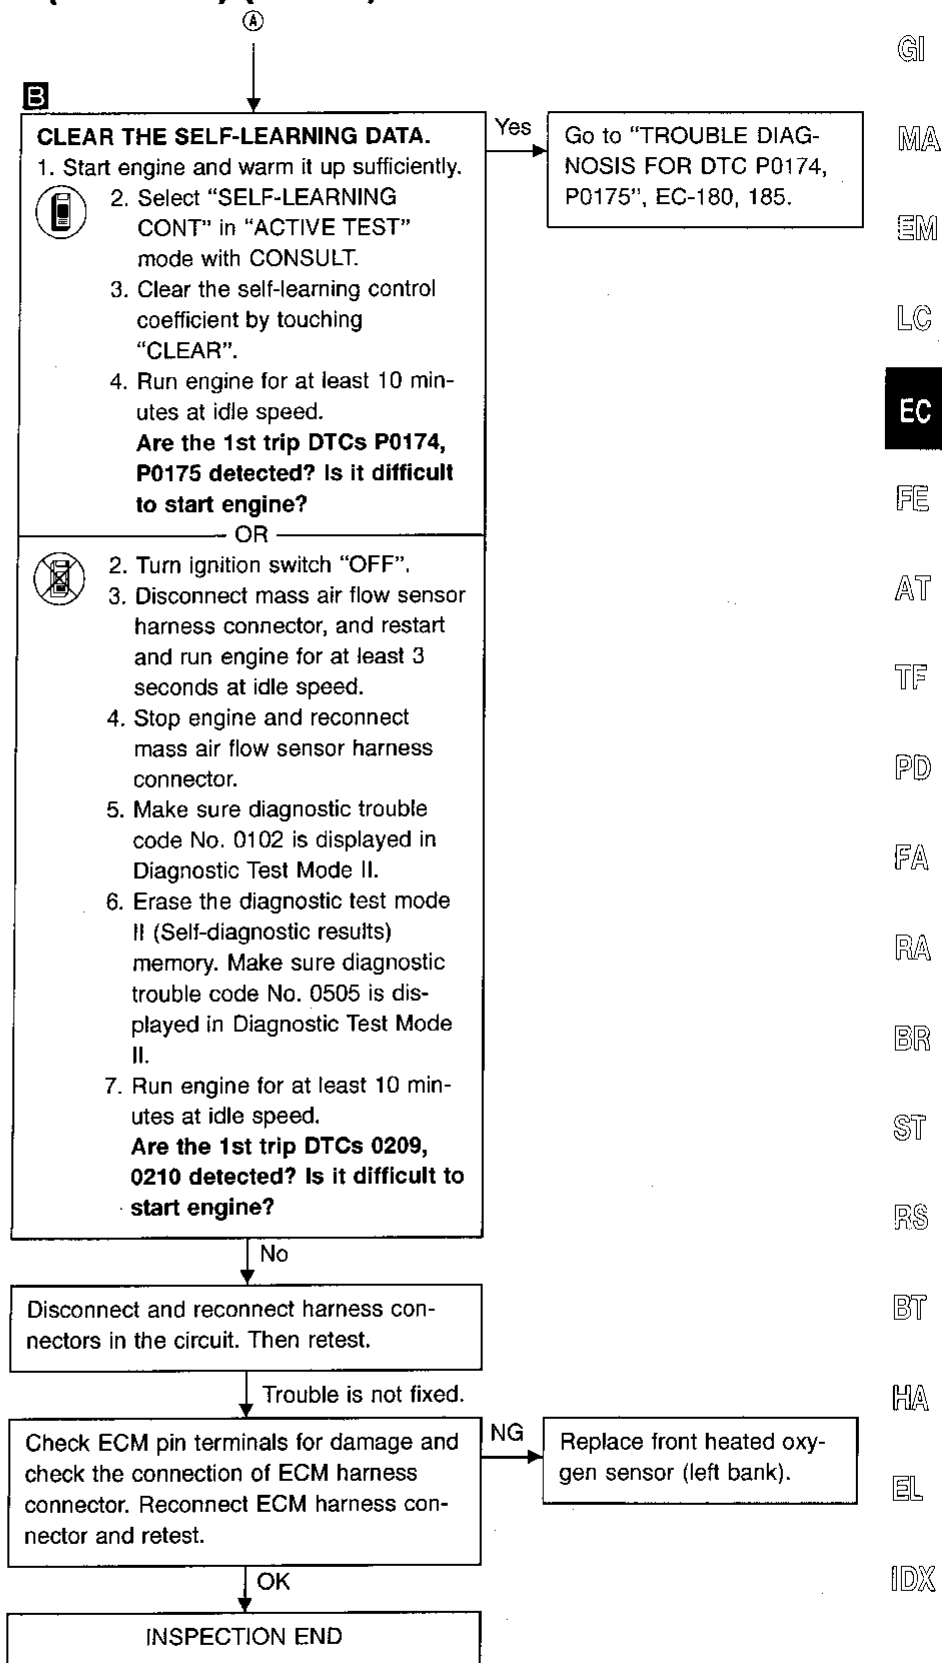 Ⓐ
B
CLEAR THE SELF-LEARNING DATA.
1. Start engine and warm it up sufficiently.
2. Select “SELF-LEARNING
CONT” in “ACTIVE TEST”
mode with CONSULT.
3. Clear the self-learning control
coefficient by touching
“CLEAR”.
4. Run engine for at least 10 min-
utes at idle speed.
Are the 1st trip DTCs P0174,
P0175 detected? Is it difficult
to start engine?
OR
2. Turn ignition switch “OFF”.
3. Disconnect mass air flow sensor
harness connector, and restart
and run engine for at least 3
seconds at idle speed.
4. Stop engine and reconnect
mass air flow sensor harness
connector.
5. Make sure diagnostic trouble
code No. 0102 is displayed in
Diagnostic Test Mode II.
6. Erase the diagnostic test mode
II (Self-diagnostic results)
memory. Make sure diagnostic
trouble code No. 0505 is dis-
played in Diagnostic Test Mode
II.
7. Run engine for at least 10 min-
utes at idle speed.
Are the 1st trip DTCs 0209,
0210 detected? Is it difficult to
start engine?
Yes
Go to “TROUBLE DIAG-
NOSIS FOR DTC P0174,
P0175”, EC-180, 185.
No
Disconnect and reconnect harness con-
nectors in the circuit. Then retest.
Trouble is not fixed.
Check ECM pin terminals for damage and
check the connection of ECM harness
connector. Reconnect ECM harness con-
nector and retest.
NG
Replace front heated oxy-
gen sensor (left bank).
OK
INSPECTION END
GI
MA
EM
LC
EC
FE
AT
TF
PD
FA
RA
BR
ST
RS
BT
HA
EL
IDX